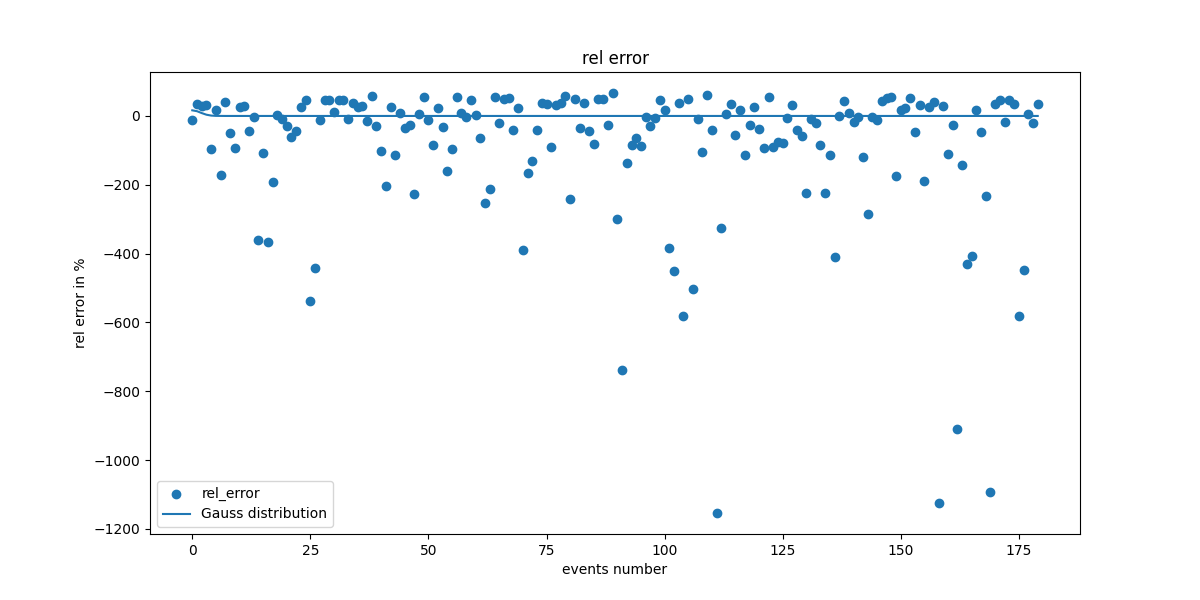 rel error
rel error in %
0
−200
−400
−600
−800
−1000
−1200
rel_error
Gauss distribution
0 25 50 75 100 125 150 175
events number